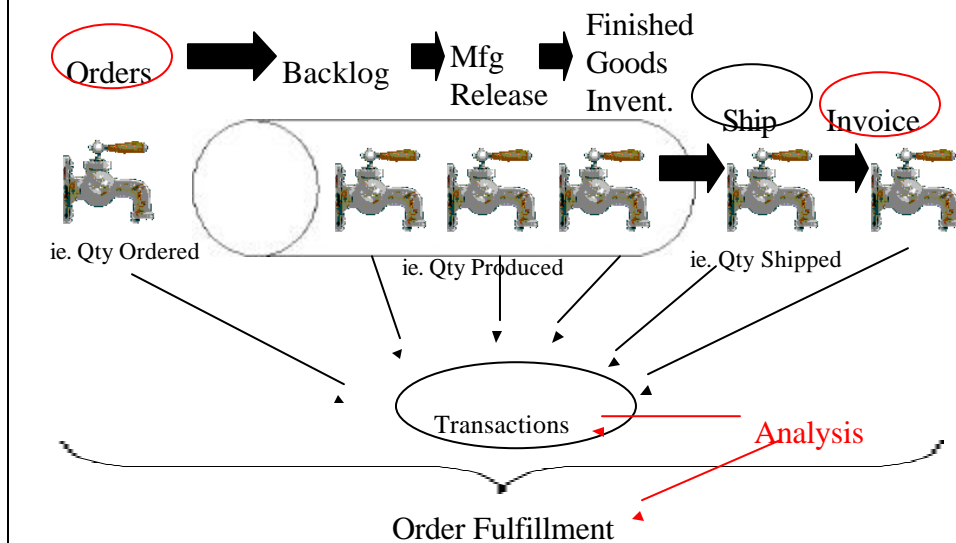 Orders
Backlog
Mfg
Release
Finished
Goods
Invent.
Ship
Invoice
ie. Qty Ordered
ie. Qty Produced
ie. Qty Shipped
Transactions
Analysis
Order Fulfillment